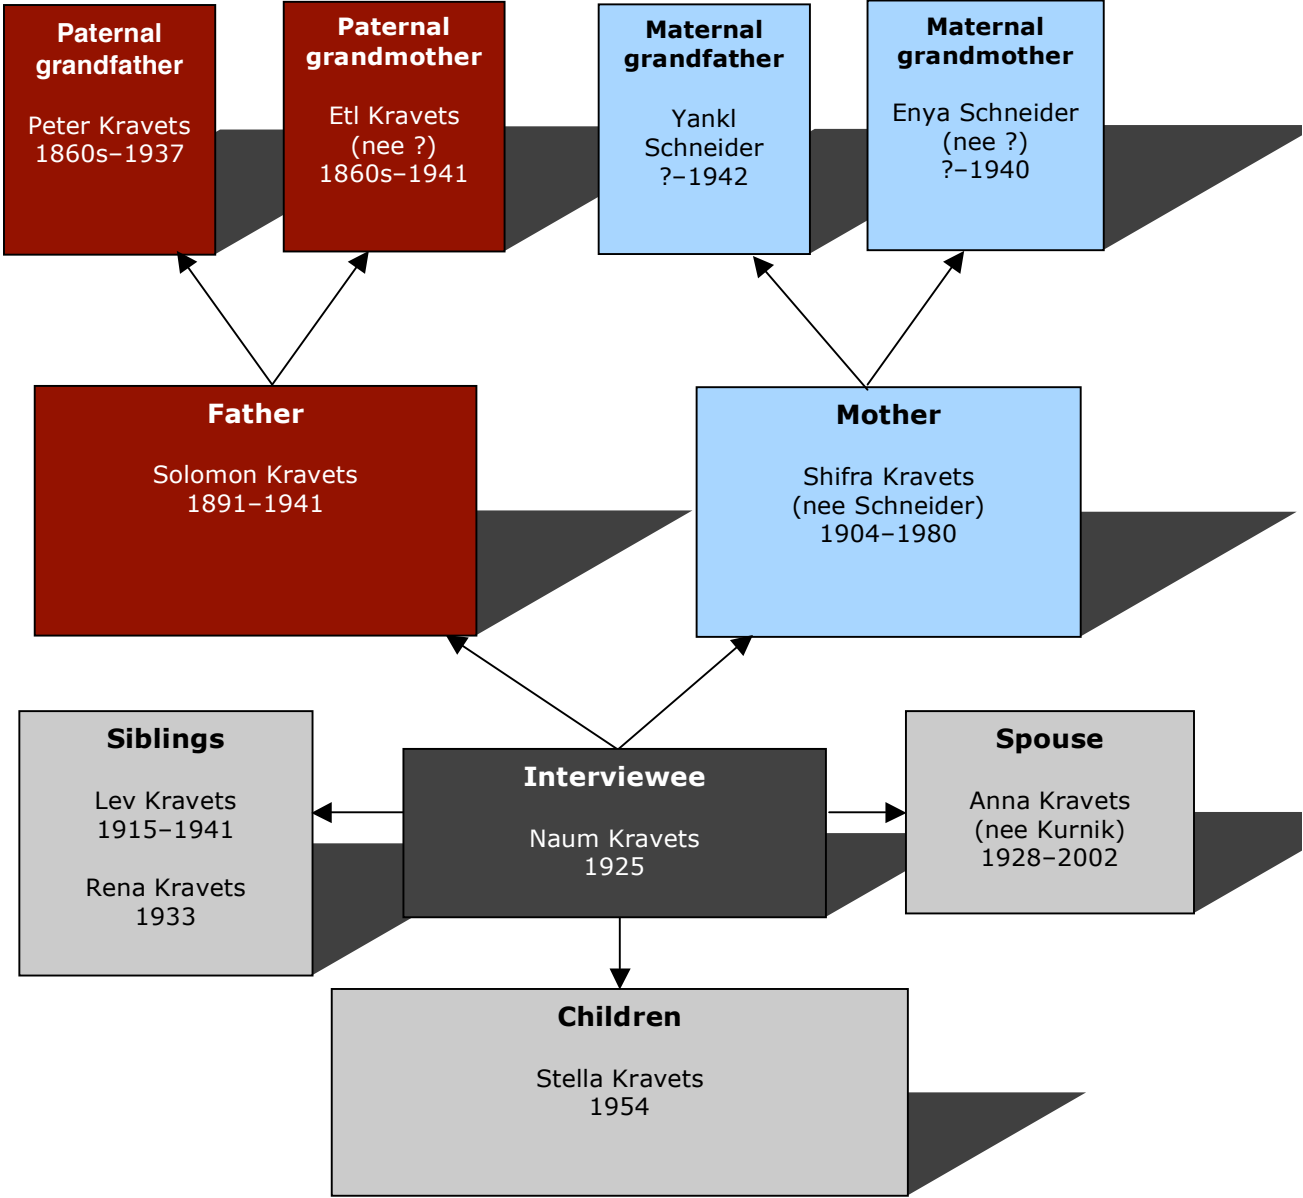 Paternal
grandfather
Peter Kravets
1860s–1937
Paternal
grandmother
Etl Kravets
(nee ?)
1860s–1941
Maternal
grandfather
Yankl
Schneider
?–1942
Maternal
grandmother
Enya Schneider
(nee ?)
?–1940
Father
Solomon Kravets
1891–1941
Mother
Shifra Kravets
(nee Schneider)
1904–1980
Siblings
Lev Kravets
1915–1941
Rena Kravets
1933
Interviewee
Naum Kravets
1925
Spouse
Anna Kravets
(nee Kurnik)
1928–2002
Children
Stella Kravets
1954